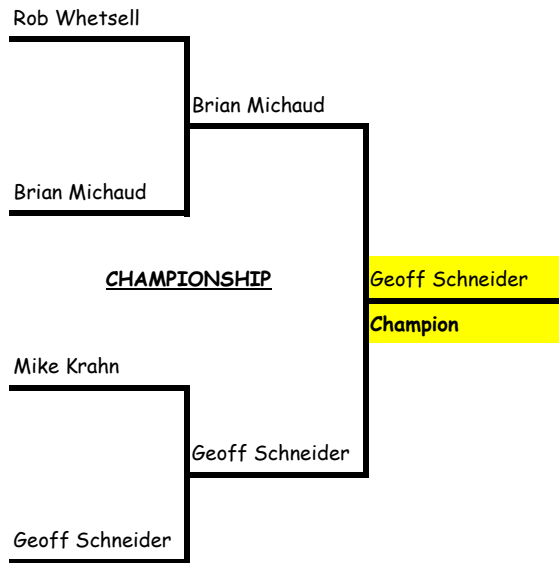 Rob Whetsell
Brian Michaud
Brian Michaud
CHAMPIONSHIP
Geoff Schneider
Champion
Mike Krahn
Geoff Schneider
Geoff Schneider